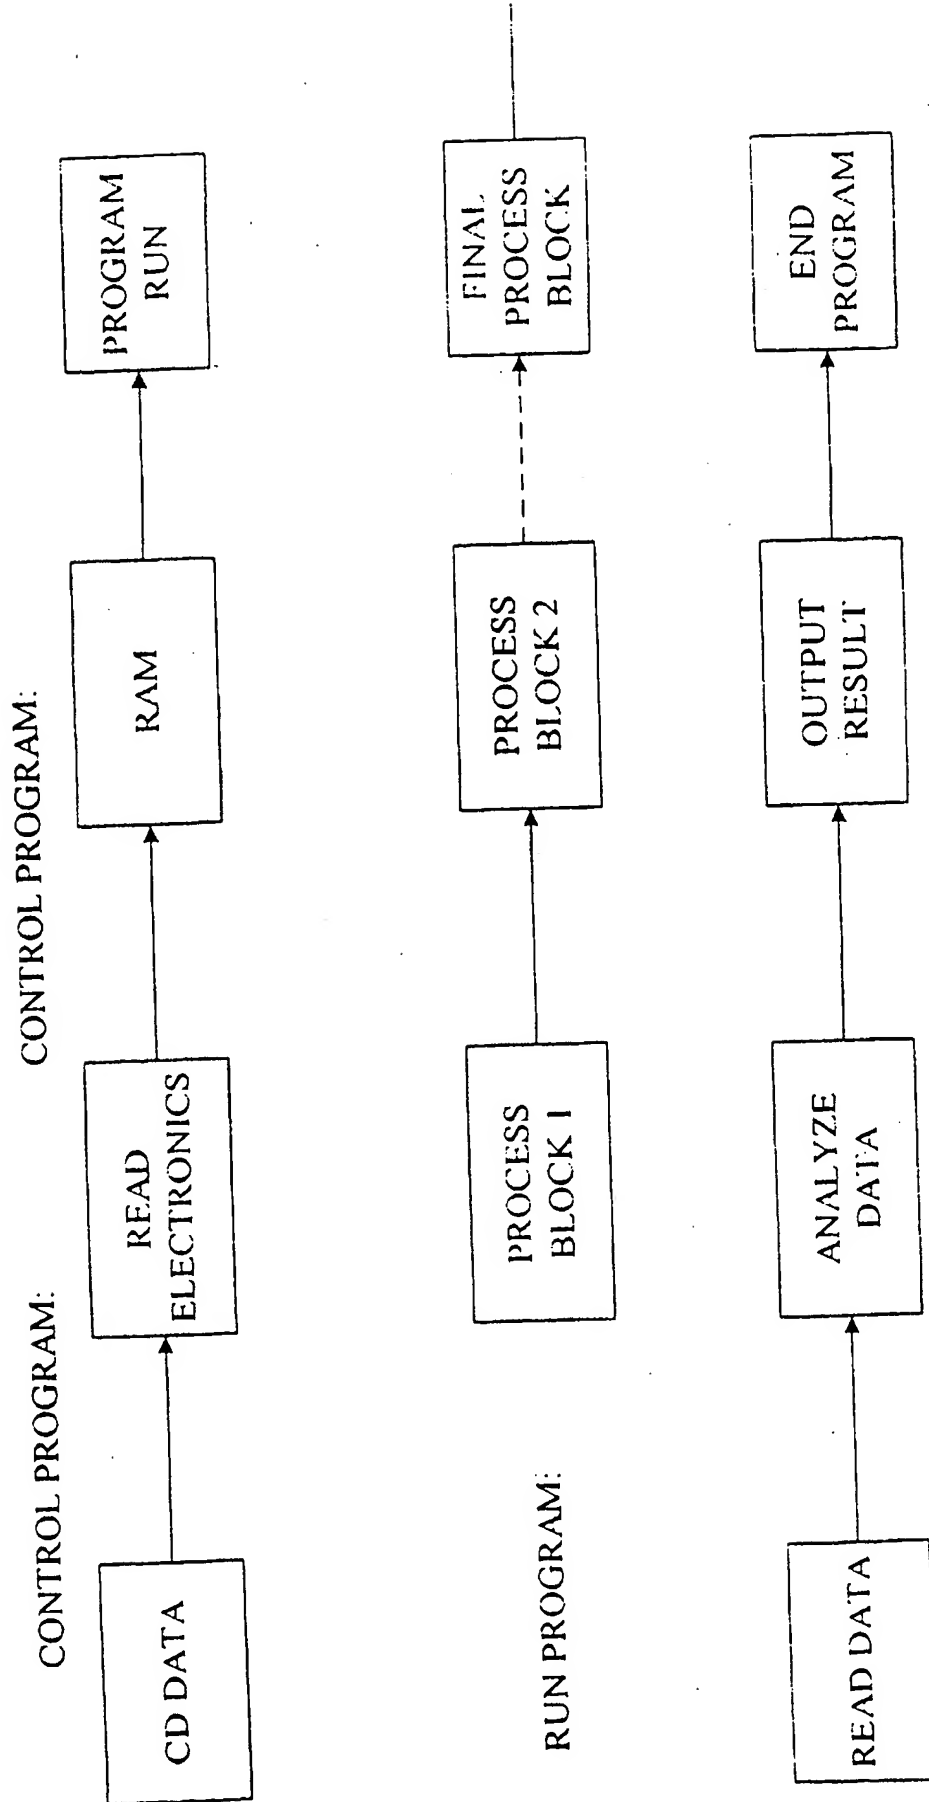 CONTROL PROGRAM:
CONTROL PROGRAM:
CD DATA
READ
ELECTRONICS
RAM
PROGRAM
RUN
RUN PROGRAM:
PROCESS
BLOCK 1
PROCESS
BLOCK 2
FINAL
PROCESS
BLOCK
READ DATA
ANALYZE
DATA
OUTPUT
RESULT
END
PROGRAM